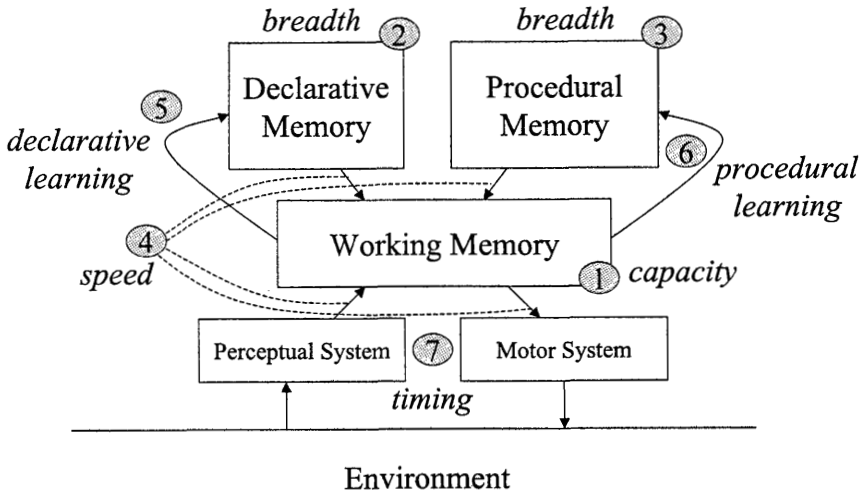 breadth
2
breadth
3
Declarative
Memory
Procedural
Memory
5
declarative
learning
6
procedural
learning
4
speed
Working Memory
1
capacity
Perceptual System
7
timing
Motor System
Environment